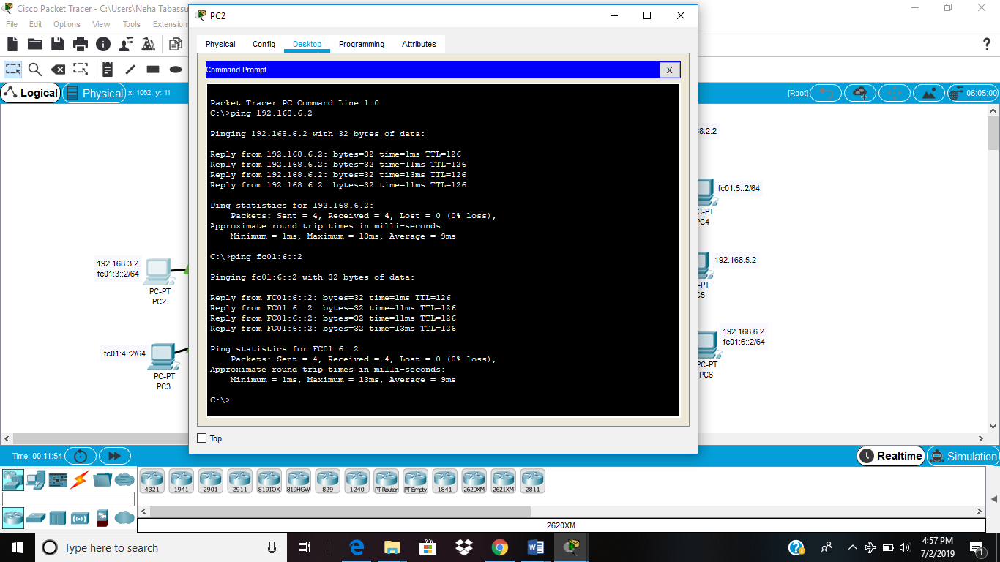 Cisco Packet Tracer - C:\Users\Neha Tabassu
File Edit Options View Tools Extension
Logical
Physical
x: 1062, y: 11
[Root]
06:05:00
PC2
Physical Config Desktop Programming Attributes
Command Prompt
X
Packet Tracer PC Command Line 1.0
C:\>ping 192.168.6.2
Pinging 192.168.6.2 with 32 bytes of data:
Reply from 192.168.6.2: bytes=32 time=1ms TTL=126
Reply from 192.168.6.2: bytes=32 time=11ms TTL=126
Reply from 192.168.6.2: bytes=32 time=13ms TTL=126
Reply from 192.168.6.2: bytes=32 time=11ms TTL=126
Ping statistics for 192.168.6.2:
Packets: Sent = 4, Received = 4, Lost = 0 (0% loss),
Approximate round trip times in milli-seconds:
Minimum = 1ms, Maximum = 13ms, Average = 9ms
C:\>ping fc01:6::2
Pinging fc01:6::2 with 32 bytes of data:
Reply from FC01:6::2: bytes=32 time=1ms TTL=126
Reply from FC01:6::2: bytes=32 time=11ms TTL=126
Reply from FC01:6::2: bytes=32 time=11ms TTL=126
Reply from FC01:6::2: bytes=32 time=13ms TTL=126
Ping statistics for FC01:6::2:
Packets: Sent = 4, Received = 4, Lost = 0 (0% loss),
Approximate round trip times in milli-seconds:
Minimum = 1ms, Maximum = 13ms, Average = 9ms
C:\>
Top
192.168.3.2
fc01:3::2/64
PC-PT
PC2
fc01:4::2/64
PC-PT
PC3
8.2.2
fc01:5::2/64
C-PT
C4
192.168.5.2
-PT
C5
192.168.6.2
fc01:6::2/64
PC-PT
PC6
Time: 00:11:54
Realtime
Simulation
4321 1941 2901 2911 819IOX 819HGW 829 1240 PT-Router PT-Empty 1841 2620XM 2621XM 2811
2620XM
Type here to search
4:57 PM
7/2/2019
1